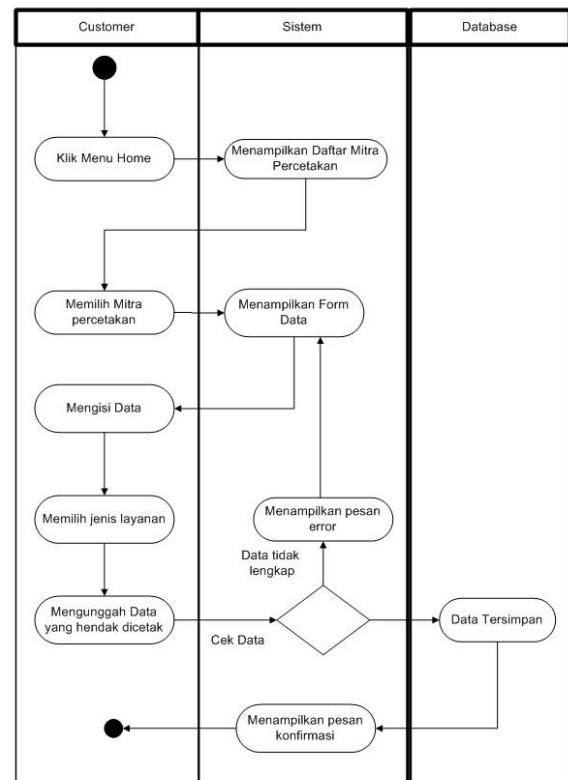 Customer
Sistem
Database
Klik Menu Home
Menampilkan Daftar Mitra
Percetakan
Memilih Mitra
percetakan
Menampilkan Form
Data
Mengisi Data
Memilih jenis layanan
Menampilkan pesan
error
Data tidak
lengkap
Mengunggah Data
yang hendak dicetak
Cek Data
Data Tersimpan
Menampilkan pesan
konfirmasi